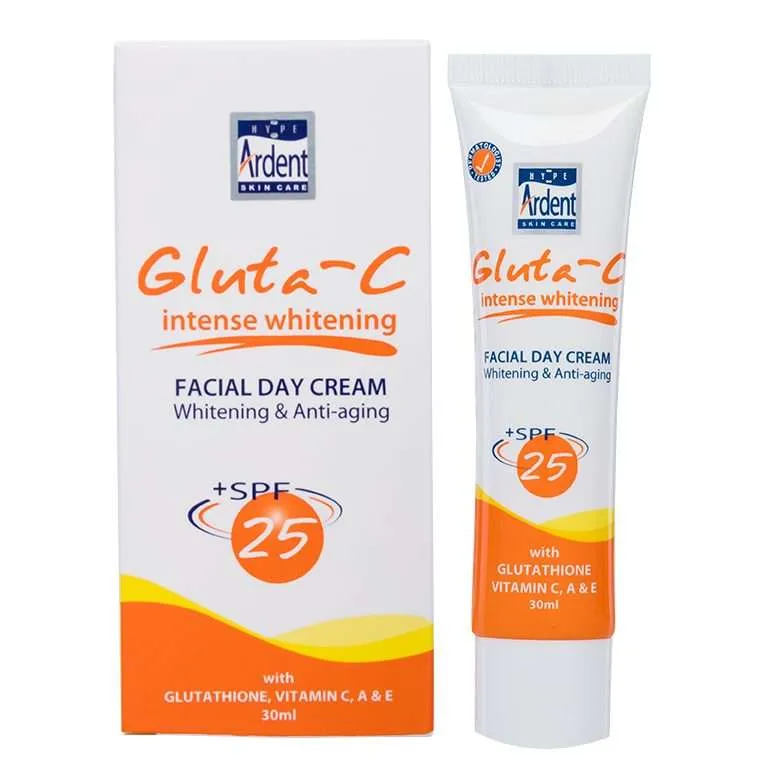 HYPE
Ardent
SKIN CARE
Gluta-C
intense whitening
FACIAL DAY CREAM
Whitening & Anti-aging
+SPF
25
with
GLUTATHIONE, VITAMIN C, A & E
30ml
DERMATOLOGIST
TESTED
HYPE
Ardent
SKIN CARE
Gluta-C
intense whitening
FACIAL DAY CREAM
Whitening & Anti-aging
+SPF
25
with
GLUTATHIONE
VITAMIN C, A & E
30ml